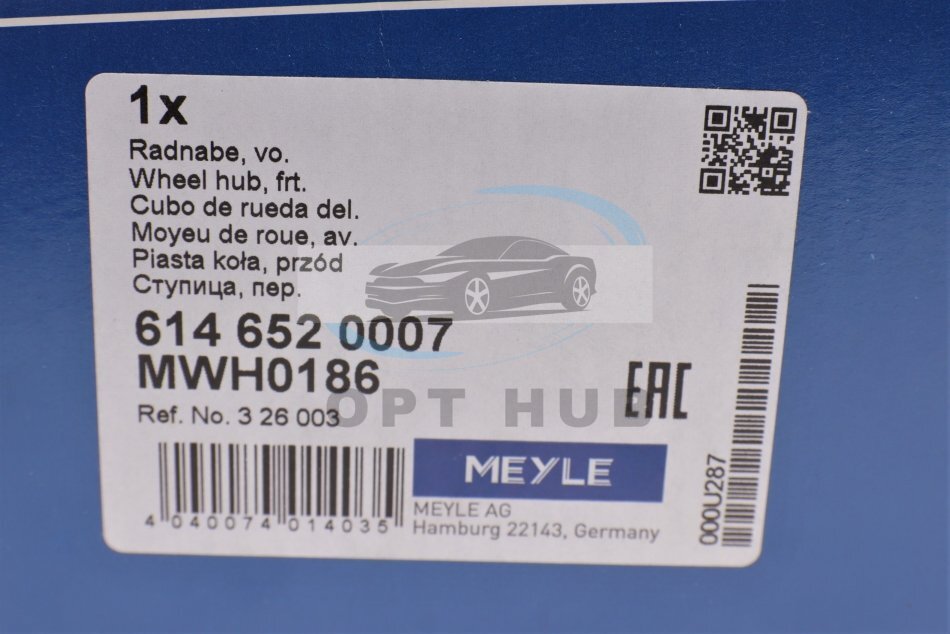 1x
Radnabe, vo.
Wheel hub, frt.
Cubo de rueda del.
Moyeu de roue, av.
Piasta koła, przód
Ступица, пер.
614 652 0007
MWH0186
Ref. No. 3 26 003
OPT HUB
EAC
MEYLE
MEYLE AG
Hamburg 22143, Germany
4 040074 014035
000U287